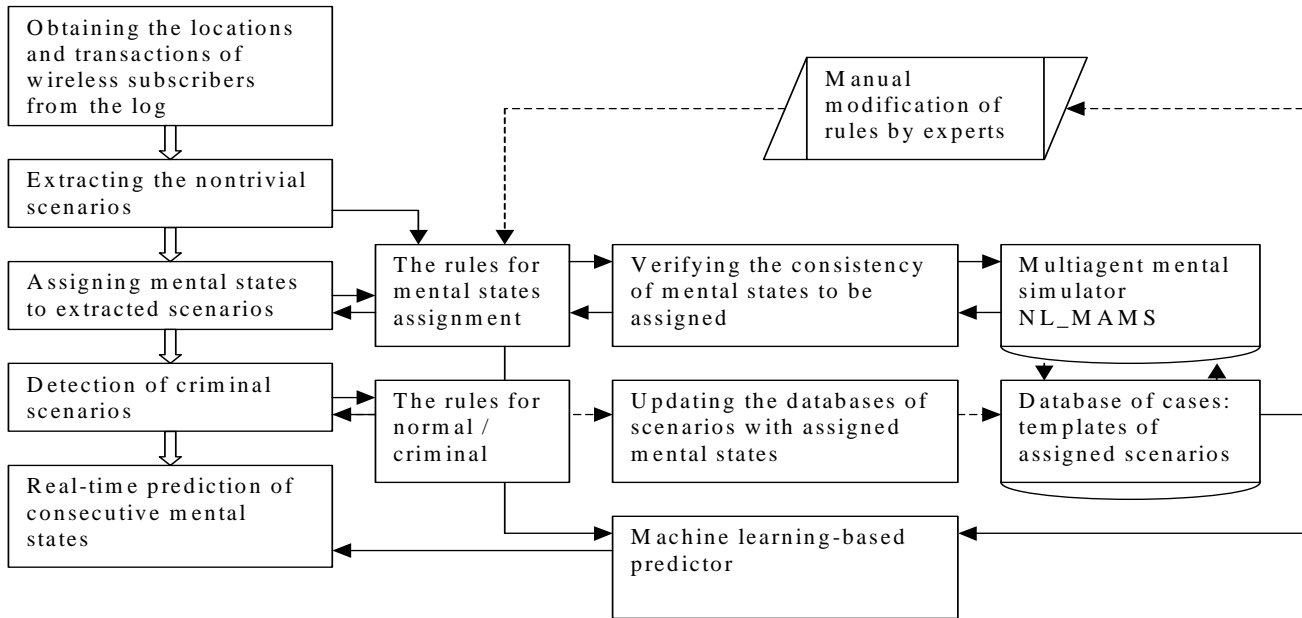 Obtaining the locations
and transactions of
wireless subscribers
from the log
Manual
modification of
rules by experts
Extracting the nontrivial
scenarios
Assigning mental states
to extracted scenarios
The rules for
mental states
assignment
Verifying the consistency
of mental states to be
assigned
Multiagent mental
simulator
NL_MAMS
Detection of criminal
scenarios
The rules for
normal /
criminal
Updating the databases of
scenarios with assigned
mental states
Database of cases:
templates of
assigned scenarios
Real-time prediction of
consecutive mental
states
Machine learning-based
predictor